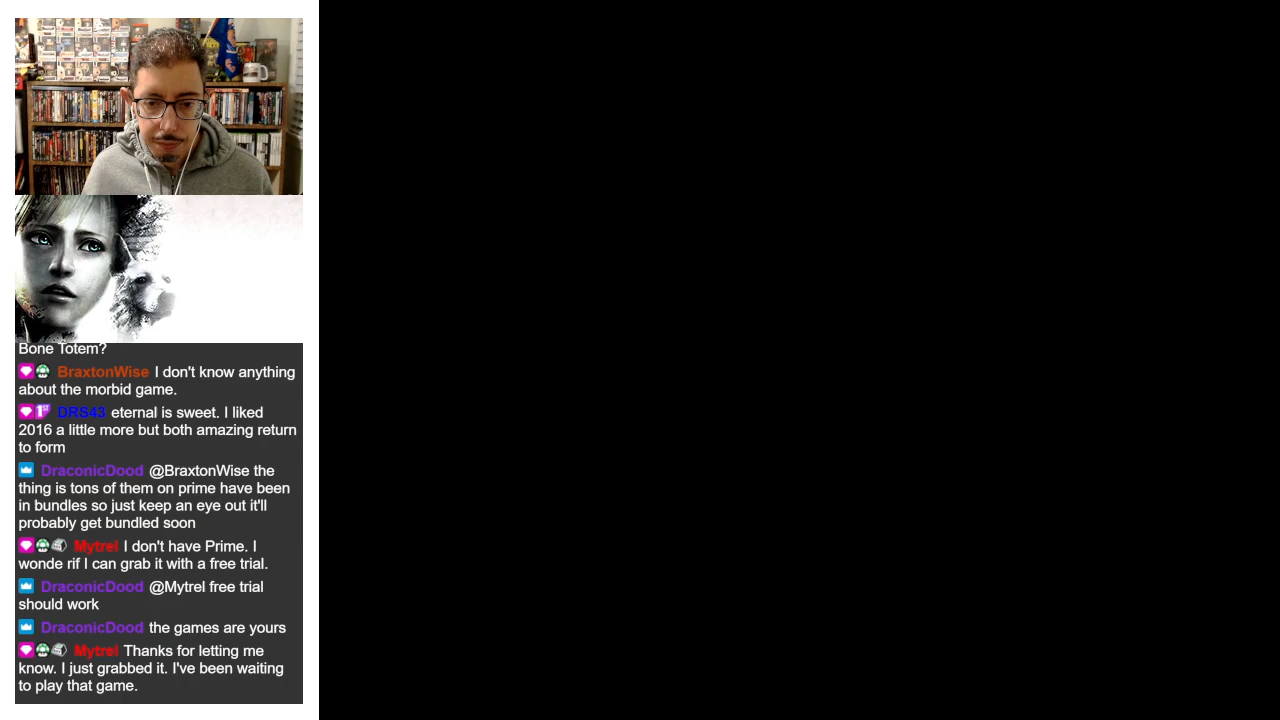 Bone Totem?
BraxtonWise I don't know anything
about the morbid game.
DRS43 eternal is sweet. I liked
2016 a little more but both amazing return
to form
DraconicDood @BraxtonWise the
thing is tons of them on prime have been
in bundles so just keep an eye out it'll
probably get bundled soon
Mytrel I don't have Prime. I
wonde rif I can grab it with a free trial.
DraconicDood @Mytrel free trial
should work
DraconicDood the games are yours
Mytrel Thanks for letting me
know. I just grabbed it. I've been waiting
to play that game.